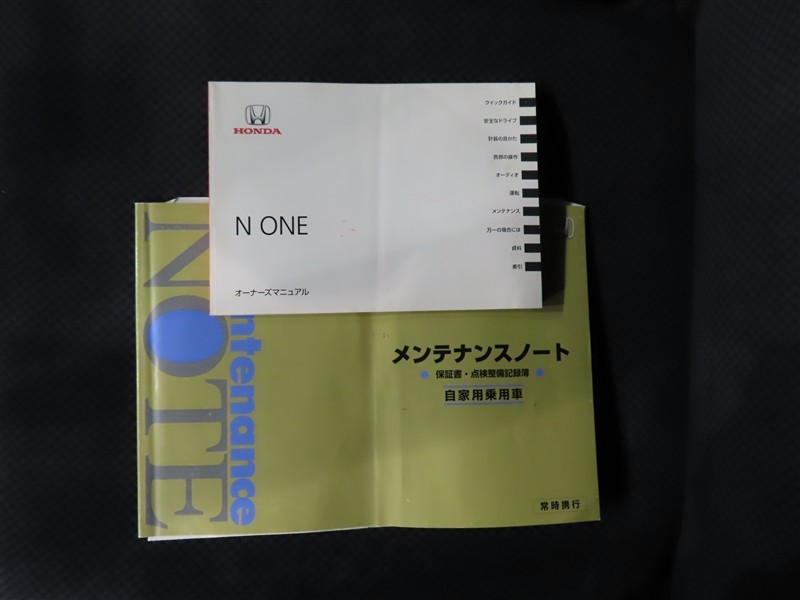 HONDA
N ONE
オーナーズマニュアル
クイックガイド
安全なドライブ
計器の見かた
各部の操作
オーディオ
運転
メンテナンス
万一の場合には
資料
索引
NOTE
ntenance
メンテナンスノート
保証書・点検整備記録簿
自家用乗用車
常時携行